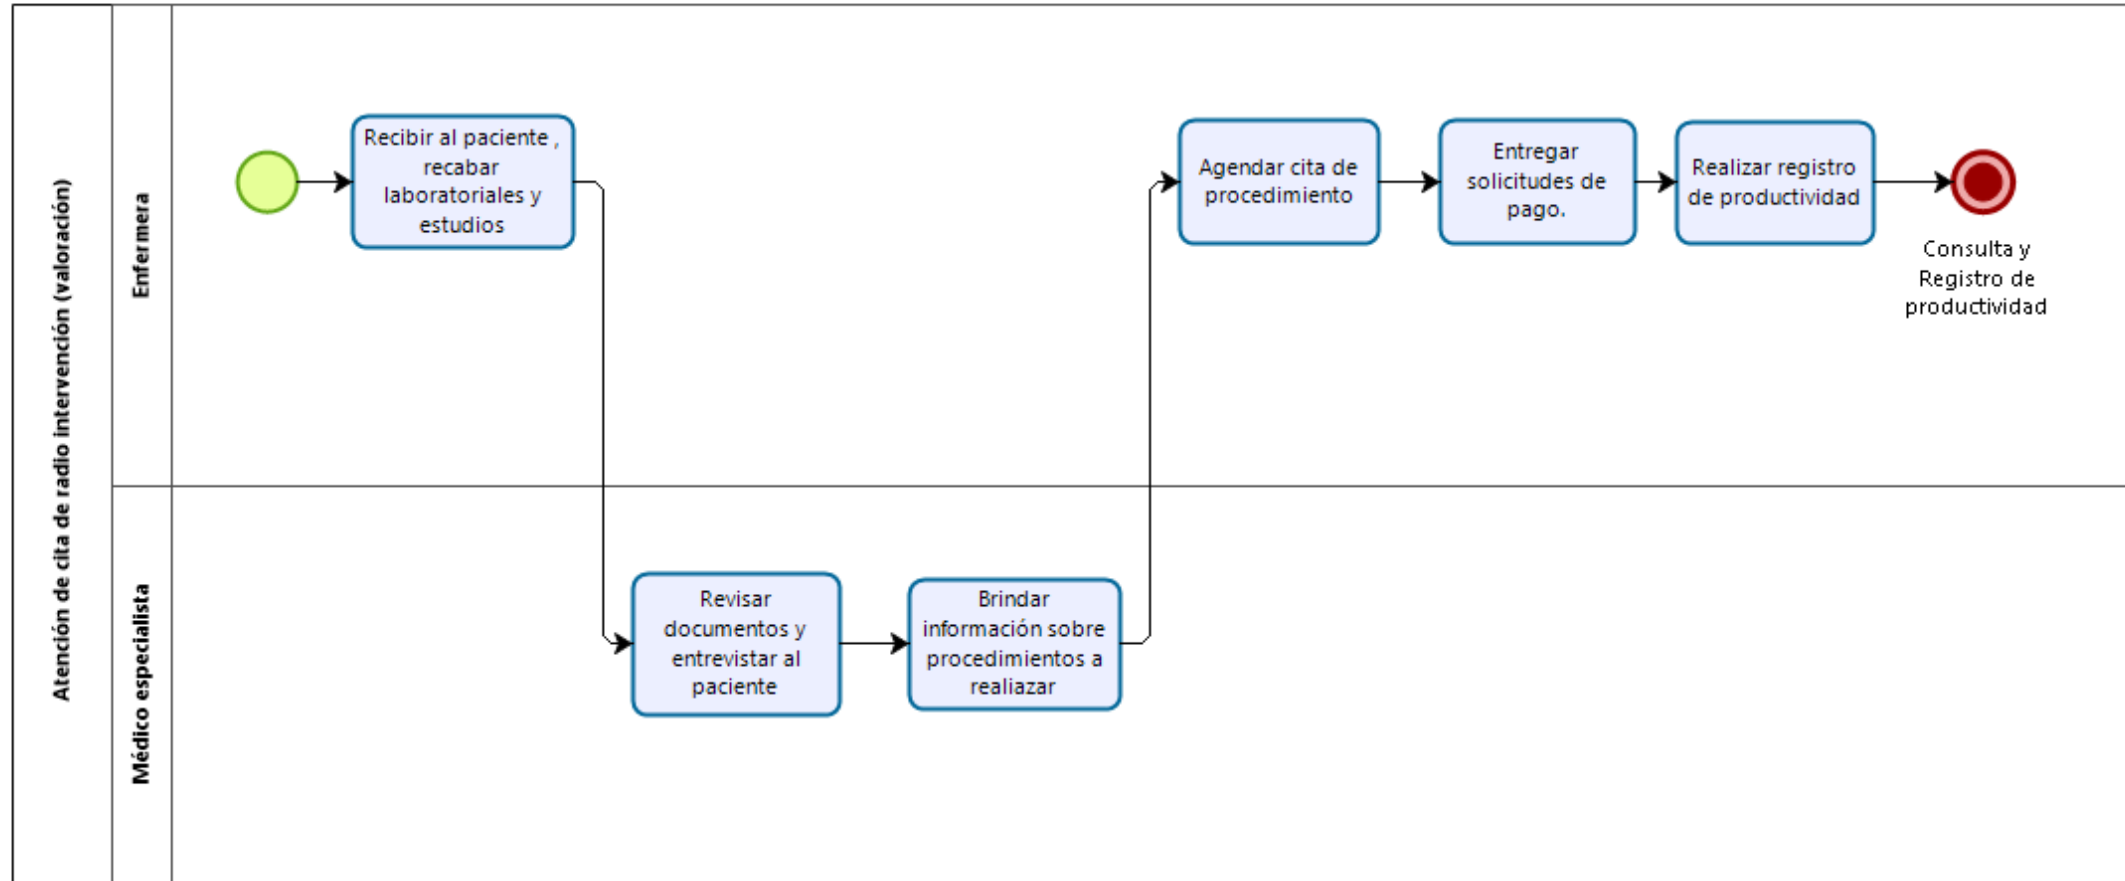 Atención de cita de radio intervención (valoración)
Enfermera
Recibir al paciente ,
recabar
laboratoriales y
estudios
Agendar cita de
procedimiento
Entregar
solicitudes de
pago.
Realizar registro
de productividad
Consulta y
Registro de
productividad
Médico especialista
Revisar
documentos y
entrevistar al
paciente
Brindar
información sobre
procedimientos a
realiazar